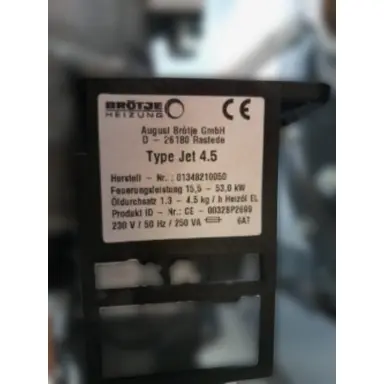 BRÖTJE
HEIZUNG
CE
August Brötje GmbH
D - 26180 Rastede
Type Jet 4.5
Herstell - Nr.: 01349210050
Feuerungsleistung 15,5 - 53,0 kW
Öldurchsatz 1.3 - 4.5 kg / h Heizöl EL
Produkt ID - Nr.: CE - 0032BP2699
230 V / 50 Hz / 250 VA 6AT